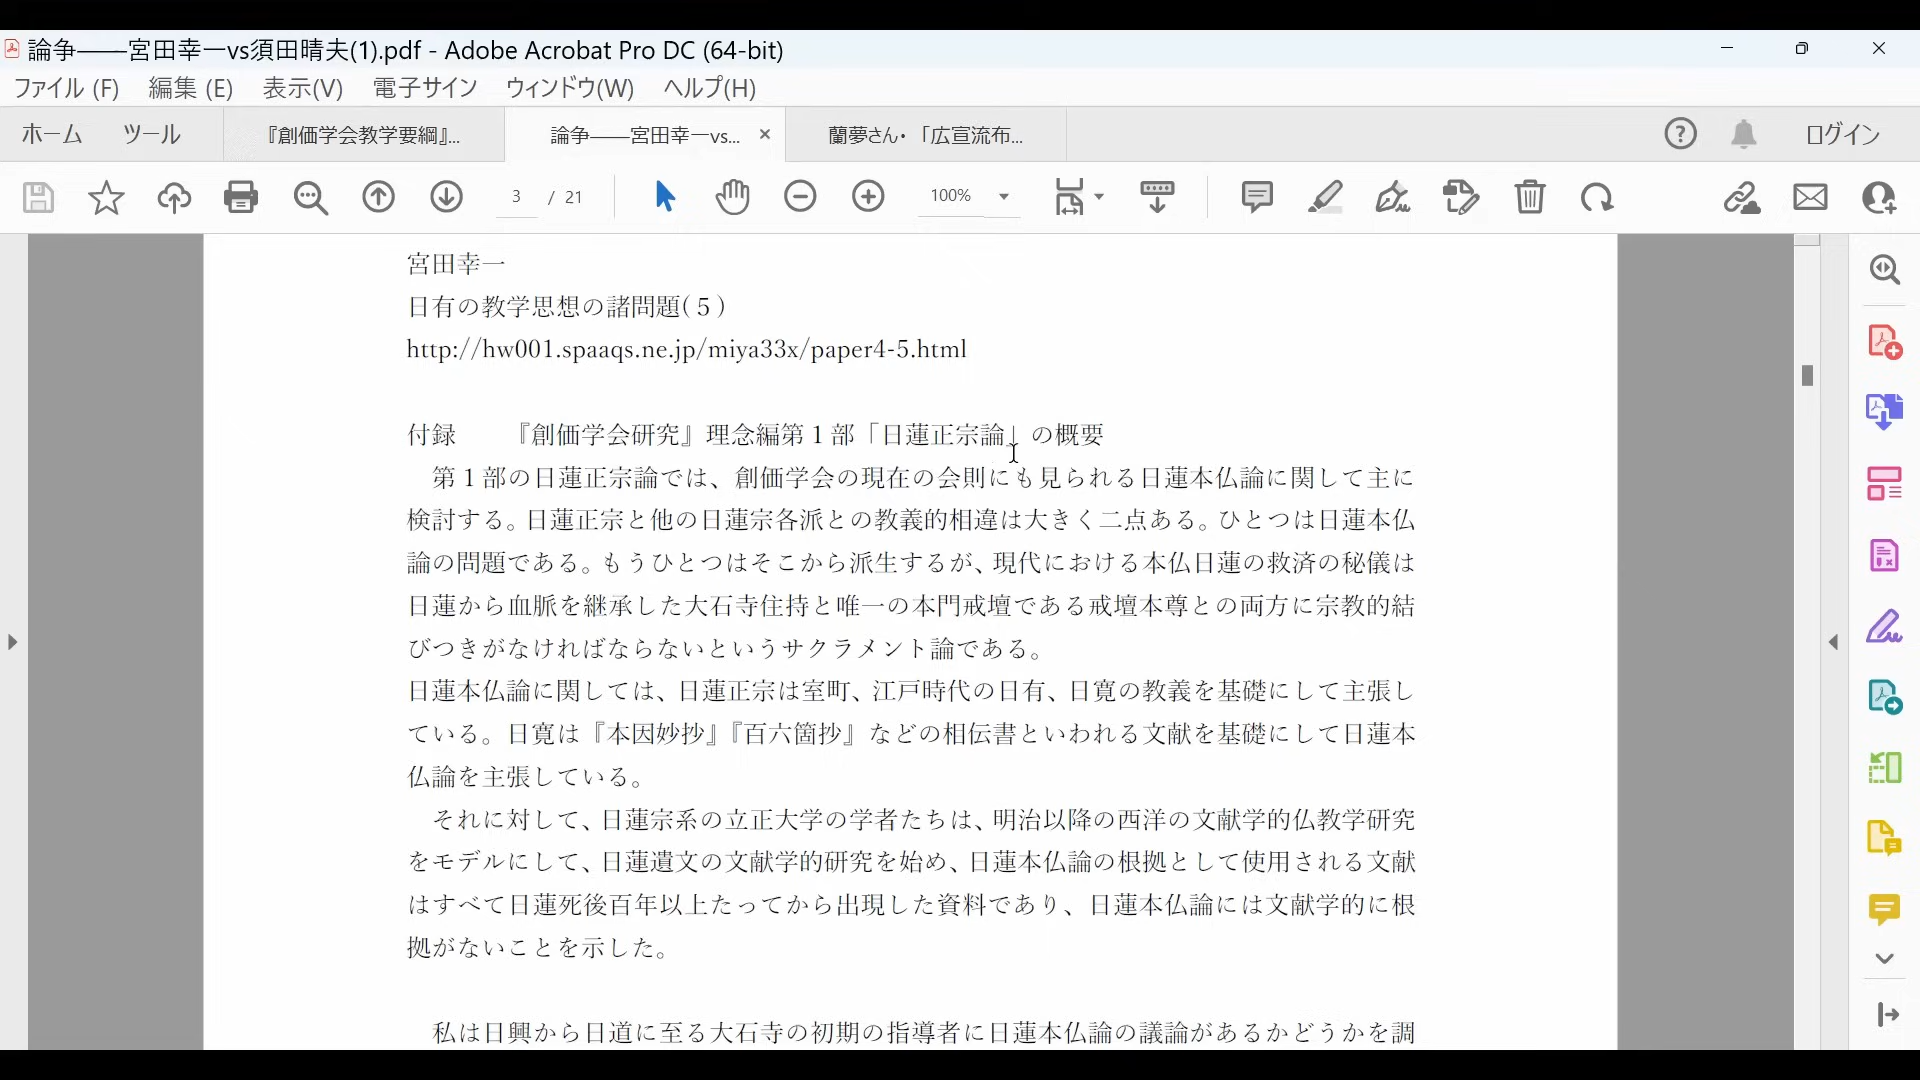 論争――宮田幸一vs須田晴夫(1).pdf - Adobe Acrobat Pro DC (64-bit)
ファイル (F) 編集 (E) 表示(V) 電子サイン ウィンドウ(W) ヘルプ(H)
ホーム ツール 『創価学会教学要綱』... 論争――宮田幸一vs... × 蘭夢さん・「広宣流布... ログイン
3 / 21 100%
宮田幸一
日有の教学思想の諸問題(５)
http://hw001.spaaqs.ne.jp/miya33x/paper4-5.html
付録 『創価学会研究』理念編第１部「日蓮正宗論」の概要
第１部の日蓮正宗論では、創価学会の現在の会則にも見られる日蓮本仏論に関して主に
検討する。日蓮正宗と他の日蓮宗各派との教義的相違は大きく二点ある。ひとつは日蓮本仏
論の問題である。もうひとつはそこから派生するが、現代における本仏日蓮の救済の秘儀は
日蓮から血脈を継承した大石寺住持と唯一の本門戒壇である戒壇本尊との両方に宗教的結
びつきがなければならないというサクラメント論である。
日蓮本仏論に関しては、日蓮正宗は室町、江戸時代の日有、日寛の教義を基礎にして主張し
ている。日寛は『本因妙抄』『百六箇抄』などの相伝書といわれる文献を基礎にして日蓮本
仏論を主張している。
それに対して、日蓮宗系の立正大学の学者たちは、明治以降の西洋の文献学的仏教学研究
をモデルにして、日蓮遺文の文献学的研究を始め、日蓮本仏論の根拠として使用される文献
はすべて日蓮死後百年以上たってから出現した資料であり、日蓮本仏論には文献学的に根
拠がないことを示した。
私は日興から日道に至る大石寺の初期の指導者に日蓮本仏論の議論があるかどうかを調